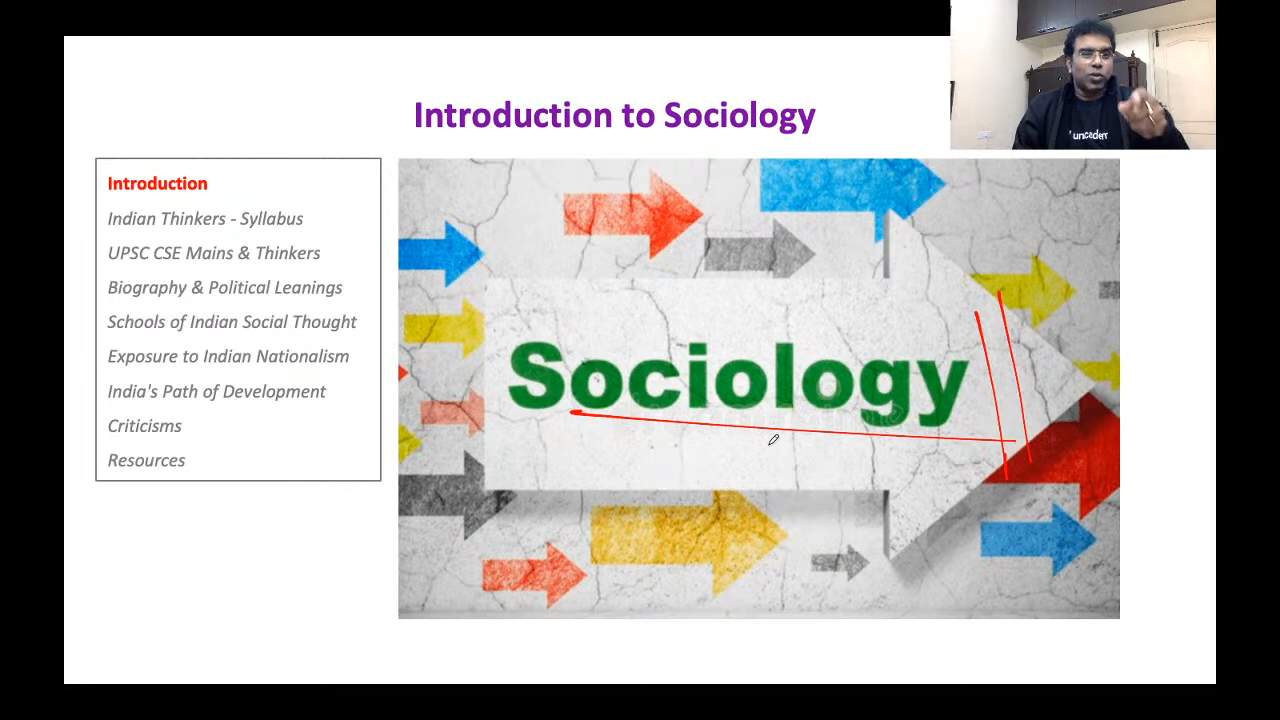 Introduction to Sociology
Introduction
Indian Thinkers - Syllabus
UPSC CSE Mains & Thinkers
Biography & Political Leanings
Schools of Indian Social Thought
Exposure to Indian Nationalism
India's Path of Development
Criticisms
Resources
Sociology